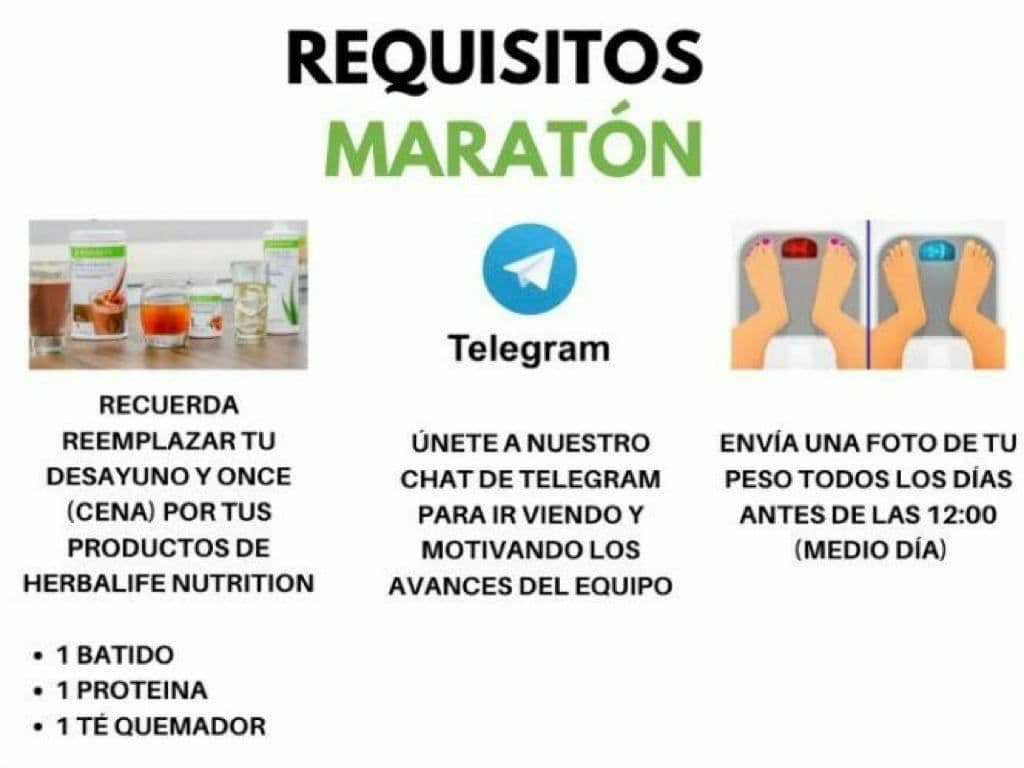 REQUISITOS
MARATÓN
RECUERDA
REEMPLAZAR TU
DESAYUNO Y ONCE
(CENA) POR TUS
PRODUCTOS DE
HERBALIFE NUTRITION
• 1 BATIDO
• 1 PROTEINA
• 1 TÉ QUEMADOR
Telegram
ÚNETE A NUESTRO
CHAT DE TELEGRAM
PARA IR VIENDO Y
MOTIVANDO LOS
AVANCES DEL EQUIPO
ENVÍA UNA FOTO DE TU
PESO TODOS LOS DÍAS
ANTES DE LAS 12:00
(MEDIO DÍA)